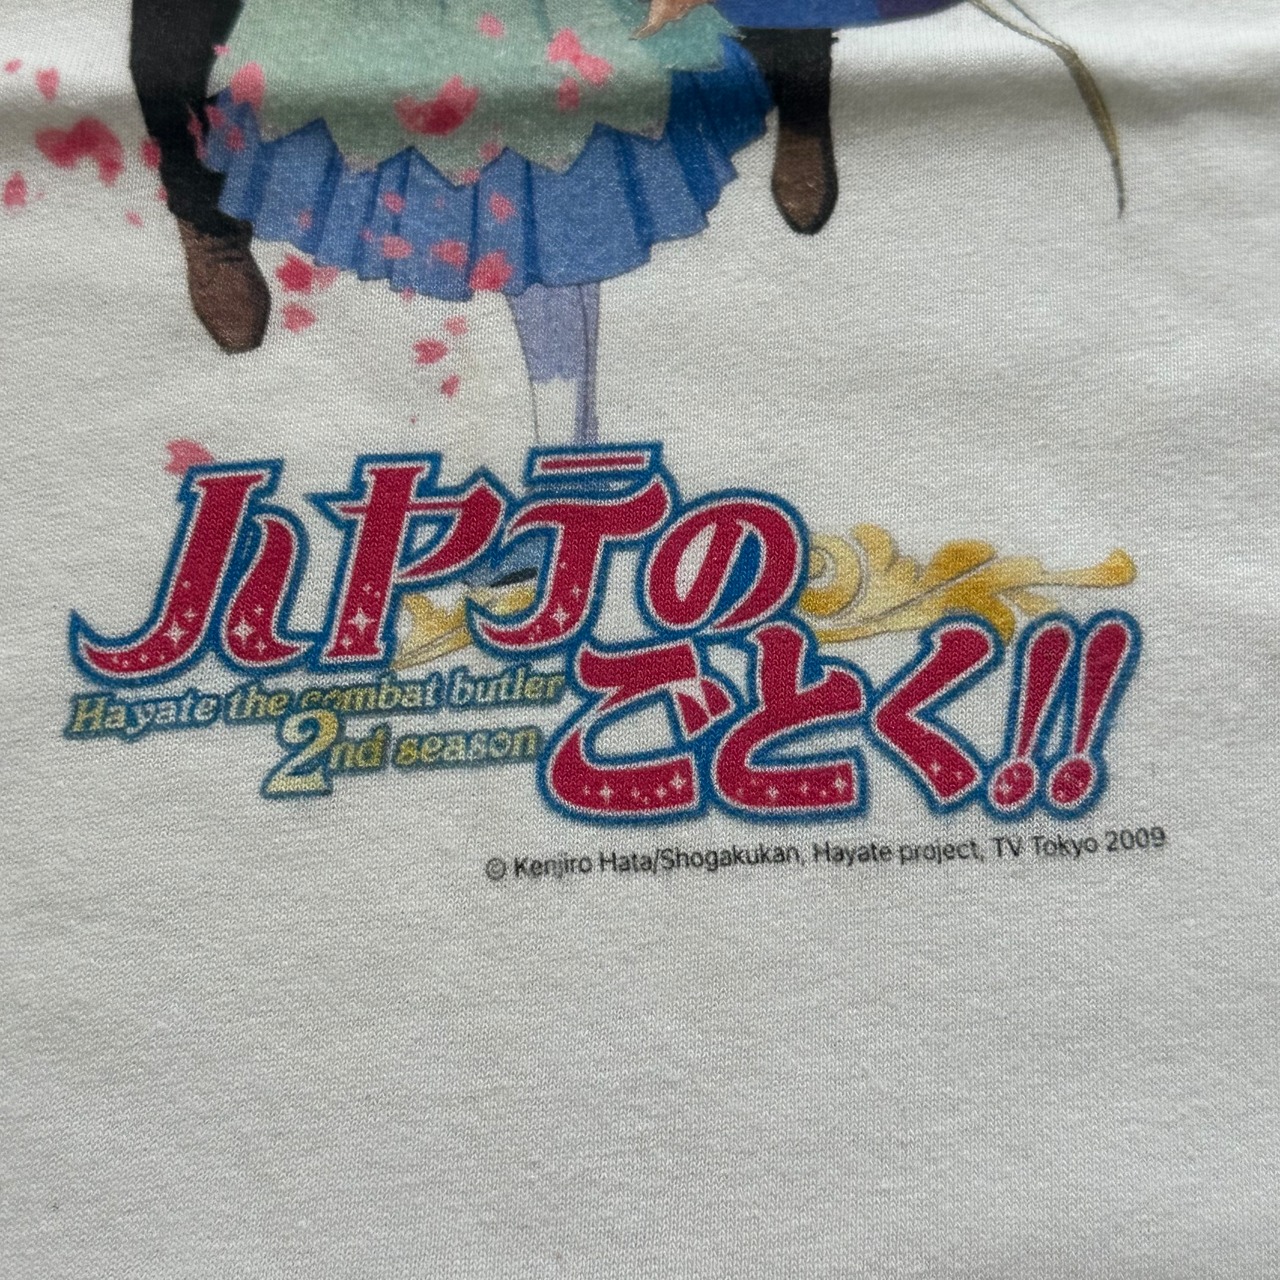 ハヤテの
ごとく!!
Hayate the combat butler
2nd season
© Kenjiro Hata/Shogakukan, Hayate project, TV Tokyo 2009